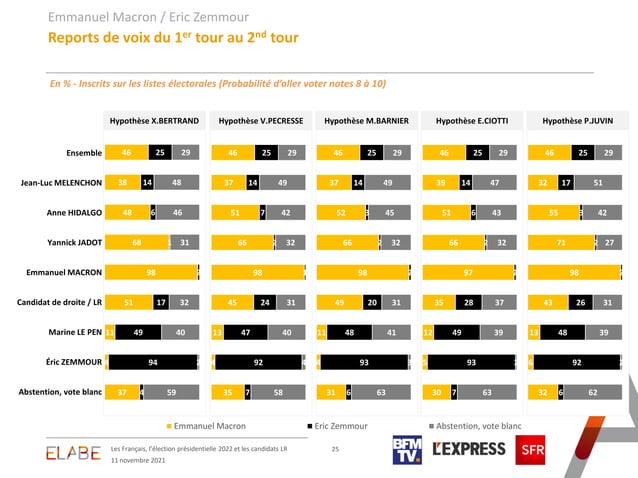 Emmanuel Macron / Eric Zemmour
Reports de voix du 1er tour au 2nd tour
En % - Inscrits sur les listes électorales (Probabilité d'aller voter notes 8 à 10)
Hypothèse X.BERTRAND Hypothèse V.PECRESSE Hypothèse M.BARNIER Hypothèse E.CIOTTI Hypothèse P.JUVIN
Ensemble 46 25 29 46 25 29 46 25 29 46 25 29 46 25 29
Jean-Luc MELENCHON 38 14 48 37 14 49 37 14 49 39 14 47 32 17 51
Anne HIDALGO 48 6 46 51 7 42 52 3 45 51 6 43 55 3 42
Yannick JADOT 68 1 31 66 2 32 66 2 32 66 2 32 71 2 27
Emmanuel MACRON 98 98 98 97 98
Candidat de droite / LR 51 17 32 45 24 31 49 20 31 35 28 37 43 26 31
Marine LE PEN 11 49 40 13 47 40 11 48 41 12 49 39 13 48 39
Éric ZEMMOUR 94 92 93 93 92
Abstention, vote blanc 37 4 59 35 7 58 31 6 63 30 7 63 32 6 62
Emmanuel Macron Eric Zemmour Abstention, vote blanc
ELABE
Les Français, l'élection présidentielle 2022 et les candidats LR
11 novembre 2021
25
BFM
TV.
L'EXPRESS
SFR